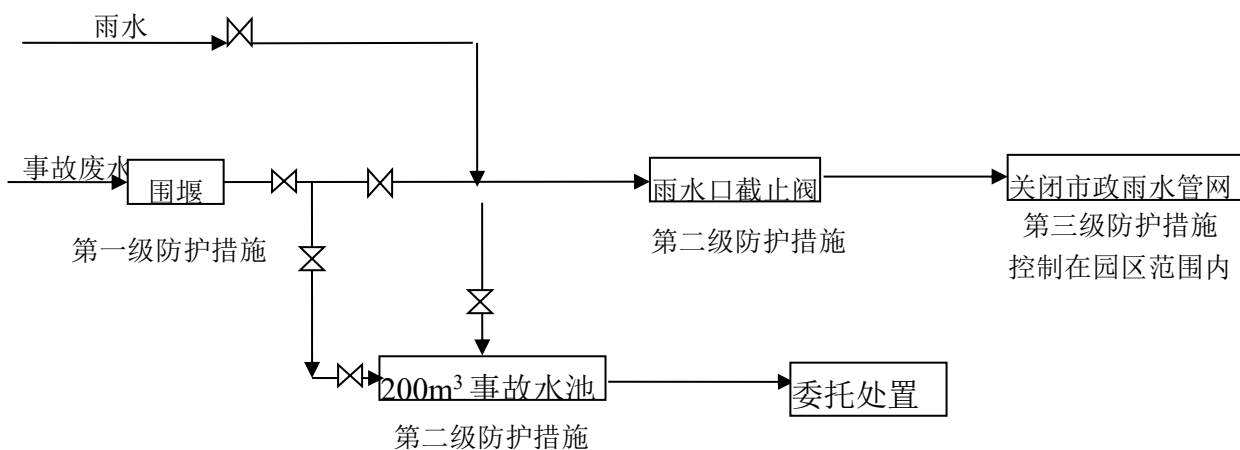 雨水
事故废水
围堰
雨水口截止阀
关闭市政雨水管网
第一级防护措施
第二级防护措施
第三级防护措施
控制在园区范围内
200m³ 事故水池
委托处置
第二级防护措施